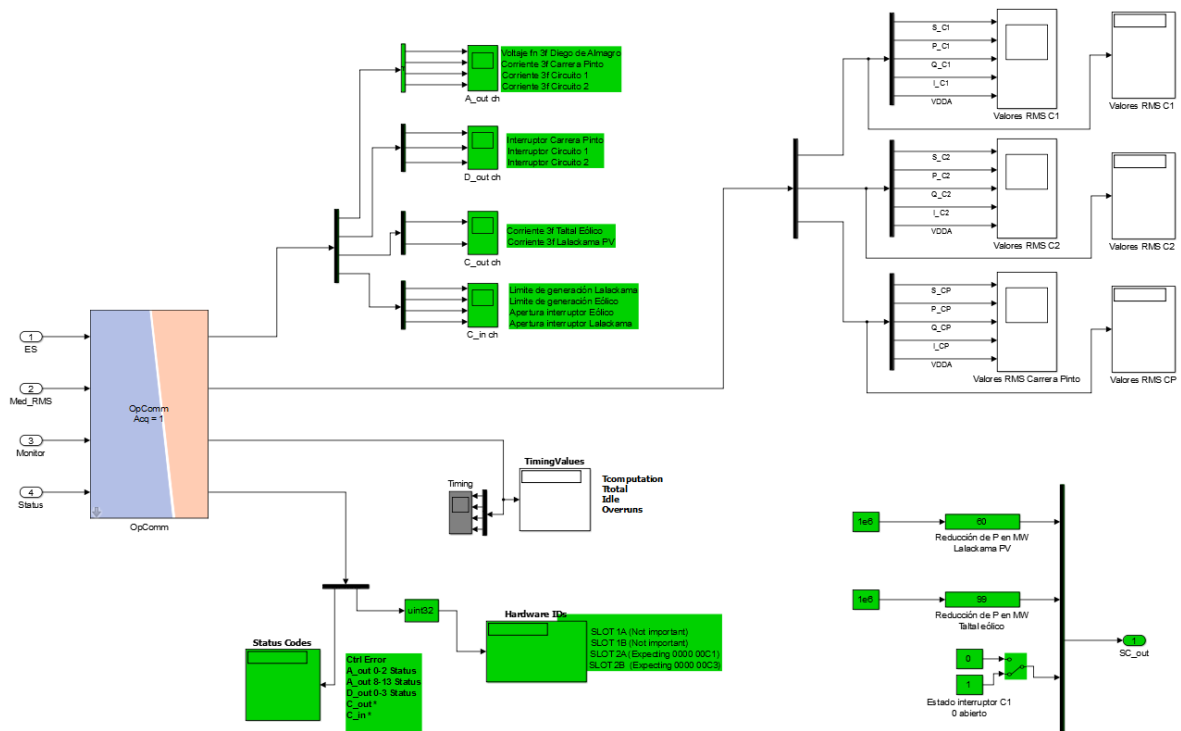 Voltaje fn 3f Diego de Almagro
Corriente 3f Carrera Pinto
Corriente 3f Circuito 1
Corriente 3f Circuito 2
A_out ch
Interruptor Carrera Pinto
Interruptor Circuito 1
Interruptor Circuito 2
D_out ch
Corriente 3f Taltal Eólico
Corriente 3f Lalackama PV
C_out ch
Limite de generación Lalackama
Limite de generación Eólico
Apertura interruptor Eólico
Apertura interruptor Lalackama
C_in ch
S_C1
P_C1
Q_C1
I_C1
VDDA
Valores RMS C1
Valores RMS C1
S_C2
P_C2
Q_C2
I_C2
VDDA
Valores RMS C2
Valores RMS C2
S_CP
P_CP
Q_CP
I_CP
VDDA
Valores RMS Carrera Pinto
Valores RMS CP
1
ES
2
Med_RMS
3
Monitor
4
Status
OpComm
Acq = 1
OpComm
Timing
TimingValues
Tcomputation
Ttotal
Idle
Overruns
uint32
Hardware IDs
SLOT 1A (Not important)
SLOT 1B (Not important)
SLOT 2A (Expecting 0000 00C1)
SLOT 2B (Expecting 0000 00C3)
Status Codes
Ctrl Error
A_out 0-2 Status
A_out 8-13 Status
D_out 0-3 Status
C_out *
C_in *
1e6
60
Reducción de P en MW
Lalackama PV
1e6
99
Reducción de P en MW
Taltal eólico
0
1
Estado interruptor C1
0 abierto
1
SC_out